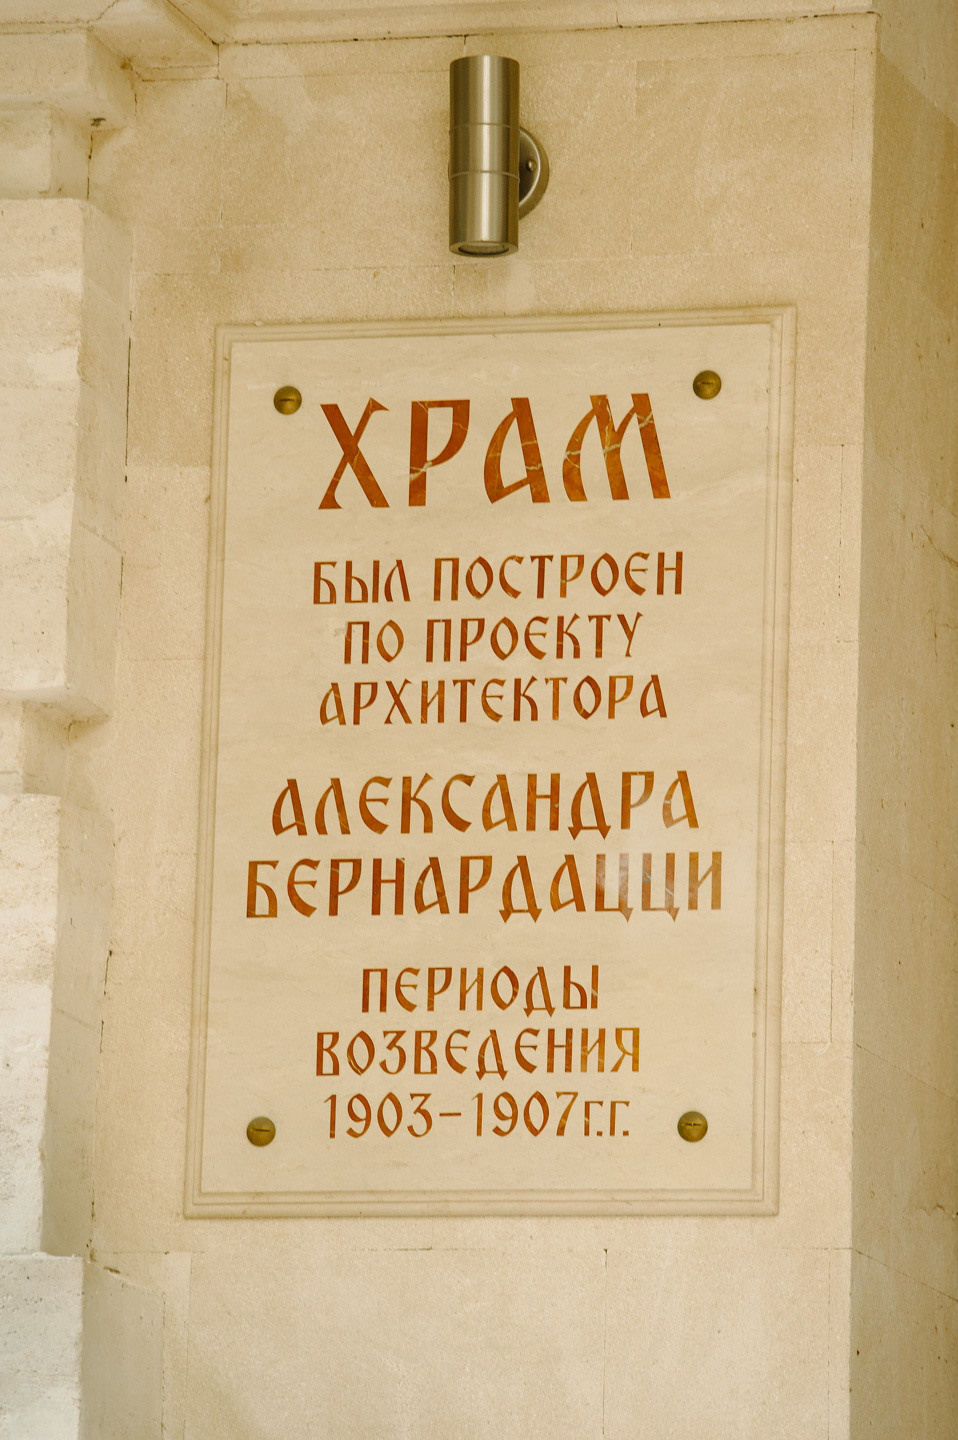 ХРАМ
БЫЛ ПОСТРОЕН
ПО ПРОЕКТУ
АРХИТЕКТОРА
АЛЕКСАНДРА
БЕРНАРДАЦЦИ
ПЕРИОДЫ
ВОЗВЕДЕНИЯ
1903-1907г.г.